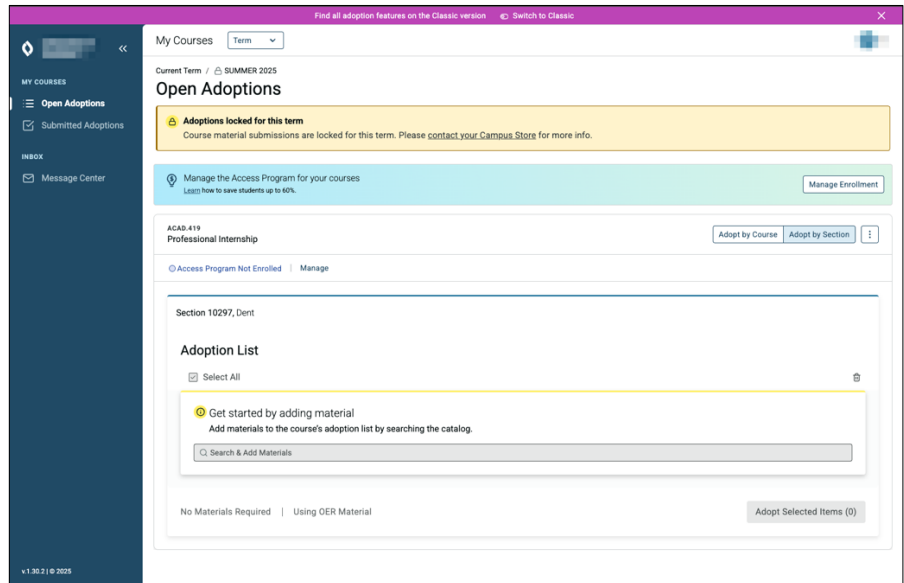 Find all adoption features on the Classic version Switch to Classic
My Courses Term
MY COURSES
Open Adoptions
Submitted Adoptions
INBOX
Message Center
v.1.30.2 | © 2025
Current Term / SUMMER 2025
Open Adoptions
Adoptions locked for this term
Course material submissions are locked for this term. Please contact your Campus Store for more info.
Manage the Access Program for your courses
Learn how to save students up to 60%.
Manage Enrollment
ACAD.419
Professional Internship
Adopt by Course Adopt by Section
Access Program Not Enrolled | Manage
Section 10297, Dent
Adoption List
Select All
Get started by adding material
Add materials to the course's adoption list by searching the catalog.
Search & Add Materials
No Materials Required | Using OER Material
Adopt Selected Items (0)